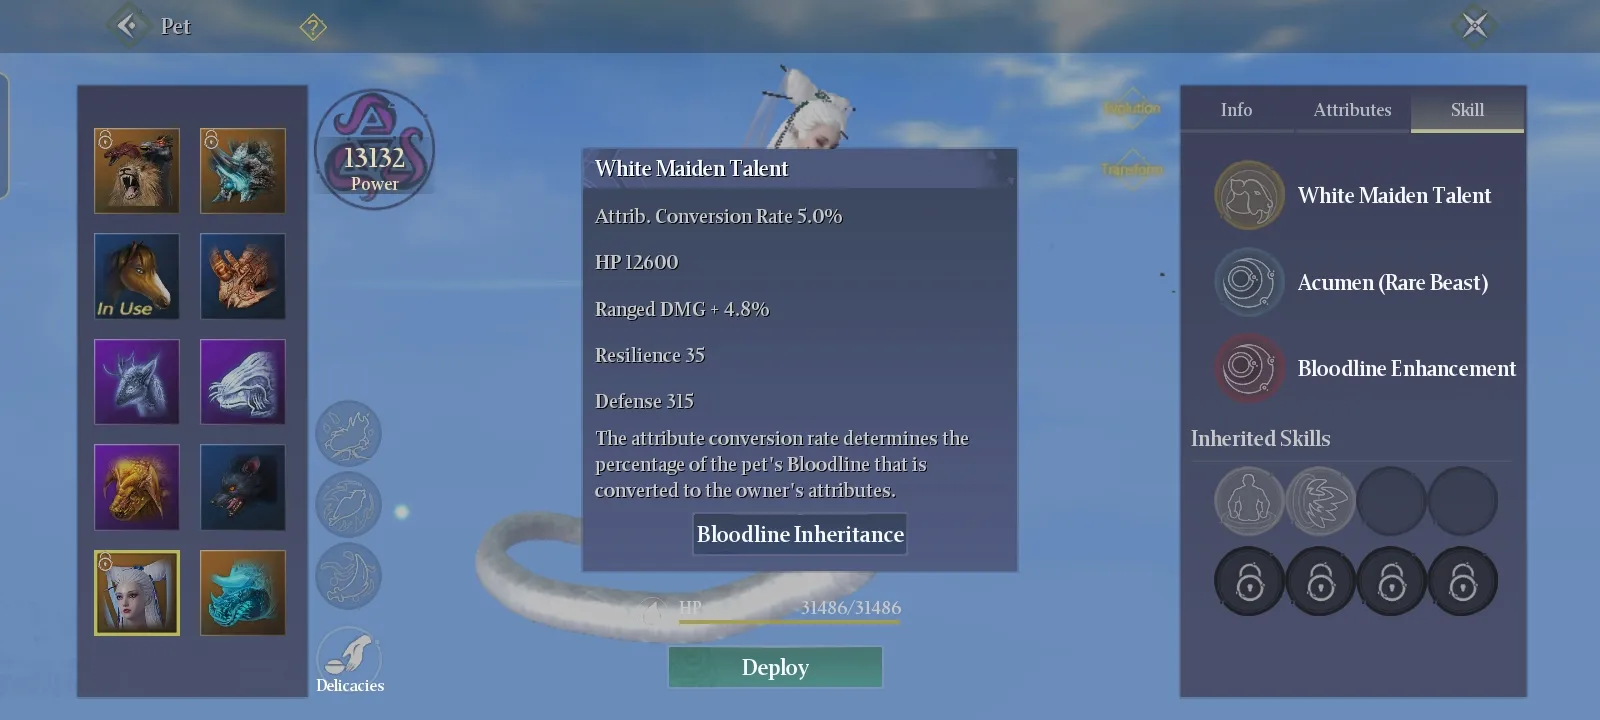 Pet
?
13132
Power
In Use
Delicacies
Evolution
Transform
White Maiden Talent
Attrib. Conversion Rate 5.0%
HP 12600
Ranged DMG + 4.8%
Resilience 35
Defense 315
The attribute conversion rate determines the
percentage of the pet's Bloodline that is
converted to the owner's attributes.
Bloodline Inheritance
HP 31486/31486
Deploy
Info Attributes Skill
White Maiden Talent
Acumen (Rare Beast)
Bloodline Enhancement
Inherited Skills